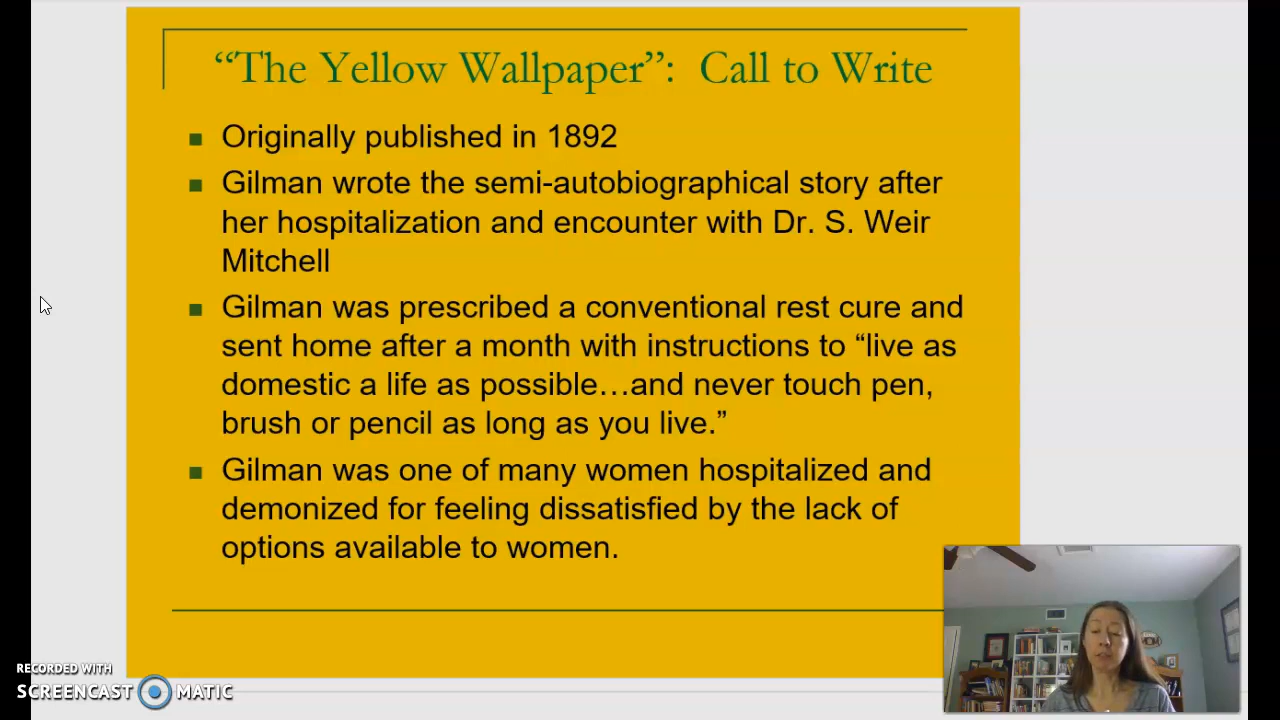 “The Yellow Wallpaper”: Call to Write
Originally published in 1892
Gilman wrote the semi-autobiographical story after
her hospitalization and encounter with Dr. S. Weir
Mitchell
Gilman was prescribed a conventional rest cure and
sent home after a month with instructions to “live as
domestic a life as possible…and never touch pen,
brush or pencil as long as you live.”
Gilman was one of many women hospitalized and
demonized for feeling dissatisfied by the lack of
options available to women.
RECORDED WITH
SCREENCAST MATIC